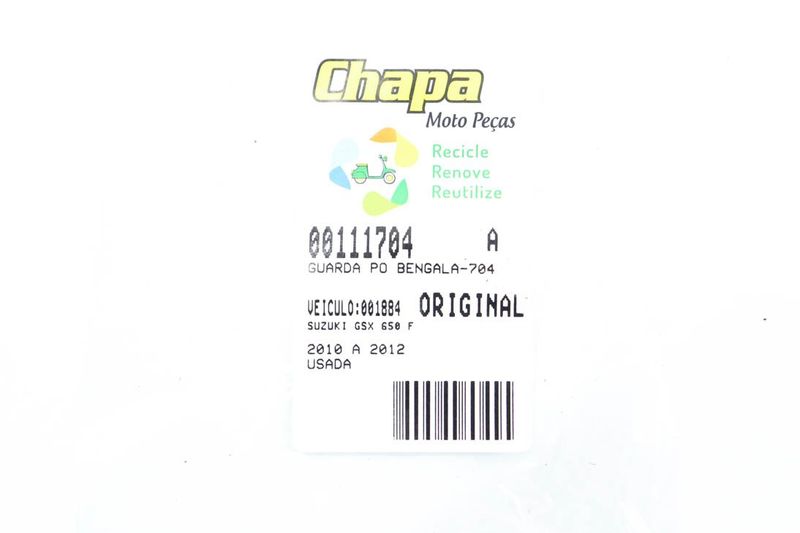 Chapa
Moto Peças
Recicle
Renove
Reutilize
00111704 A
GUARDA PO BENGALA-704
VEICULO:001884 ORIGINAL
SUZUKI GSX 650 F
2010 A 2012
USADA